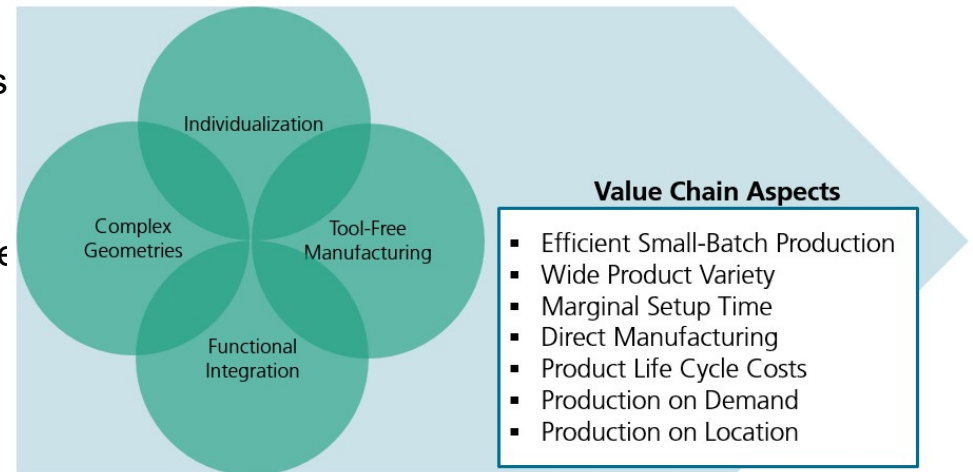 s
e
Individualization
Complex
Geometries
Tool-Free
Manufacturing
Functional
Integration
Value Chain Aspects
▪ Efficient Small-Batch Production
▪ Wide Product Variety
▪ Marginal Setup Time
▪ Direct Manufacturing
▪ Product Life Cycle Costs
▪ Production on Demand
▪ Production on Location